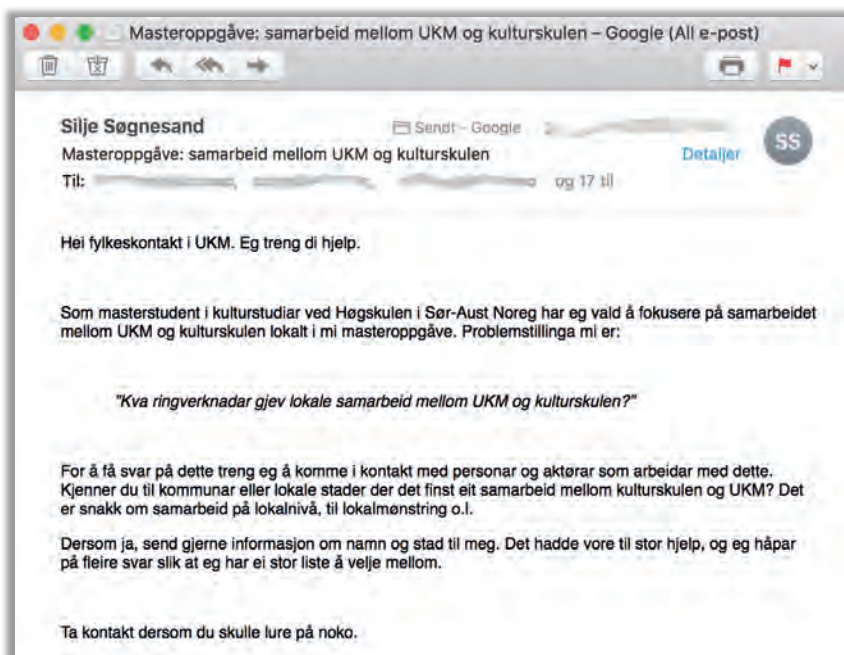 Masteroppgåve: samarbeid mellom UKM og kulturskulen – Google (All e-post)
Silje Søgnesand
Sendt – Google
SS
Masteroppgåve: samarbeid mellom UKM og kulturskulen
Detaljer
Til:
og 17 til
Hei fylkeskontakt i UKM. Eg treng di hjelp.
Som masterstudent i kulturstudiar ved Høgskulen i Sør-Aust Noreg har eg vald å fokusere på samarbeidet
mellom UKM og kulturskulen lokalt i mi masteroppgåve. Problemstillinga mi er:
"Kva ringverknadar gjev lokale samarbeid mellom UKM og kulturskulen?"
For å få svar på dette treng eg å komme i kontakt med personar og aktørar som arbeidar med dette.
Kjenner du til kommunar eller lokale stader der det finst eit samarbeid mellom kulturskulen og UKM? Det
er snakk om samarbeid på lokalnivå, til lokalmønstring o.l.
Dersom ja, send gjerne informasjon om namn og stad til meg. Det hadde vore til stor hjelp, og eg håpar
på fleire svar slik at eg har ei stor liste å velje mellom.
Ta kontakt dersom du skulle lure på noko.